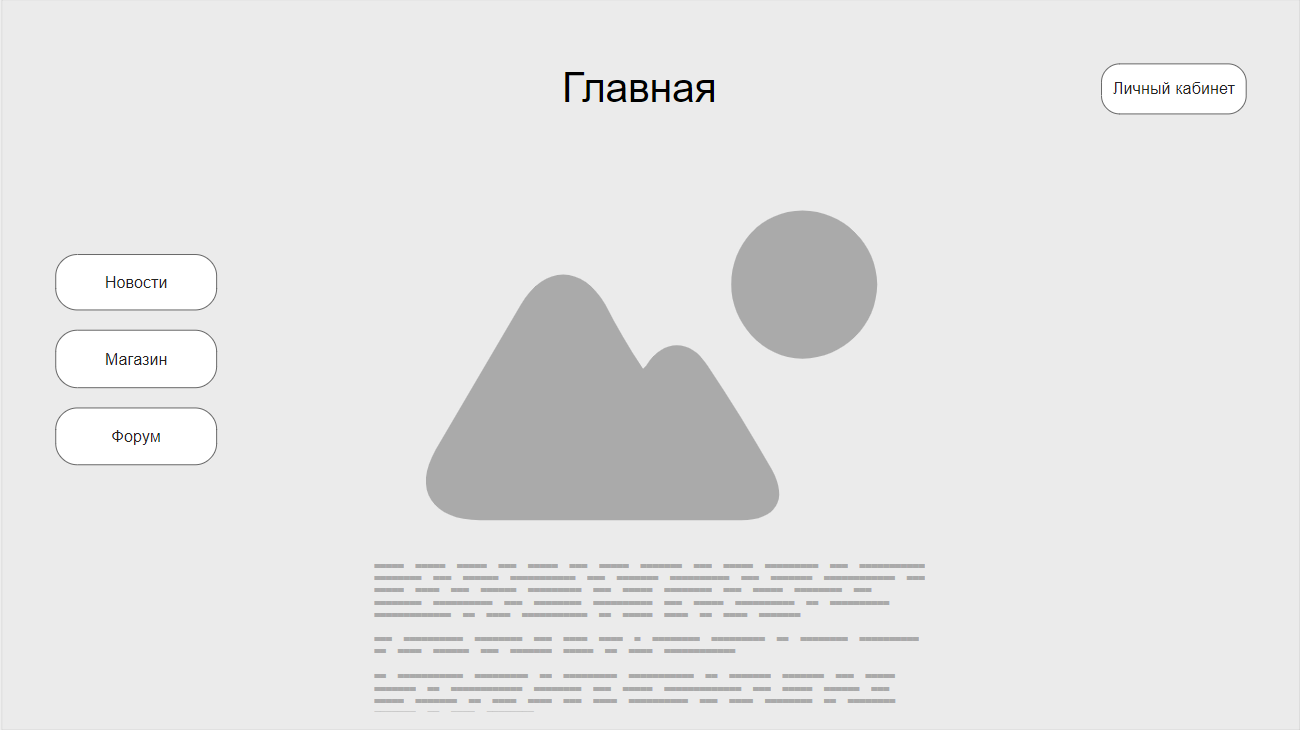 Главная
Личный кабинет
Новости
Магазин
Форум